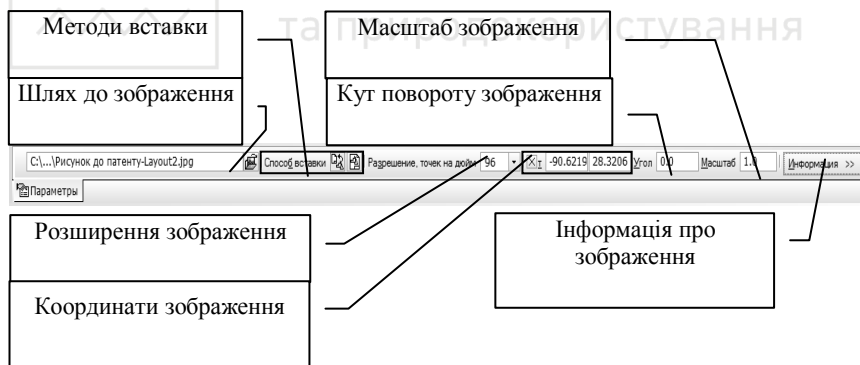 та природокористування
Методи вставки
Масштаб зображення
Шлях до зображення
Кут повороту зображення
C:\...\Рисунок до патенту-Layout2.jpg Способ вставки Разрешение, точек на дюйм 96 т -90.6219 28.3206 Угол 0.0 Масштаб 1.0 Информация >>
Параметры
Розширення зображення
Інформація про
зображення
Координати зображення